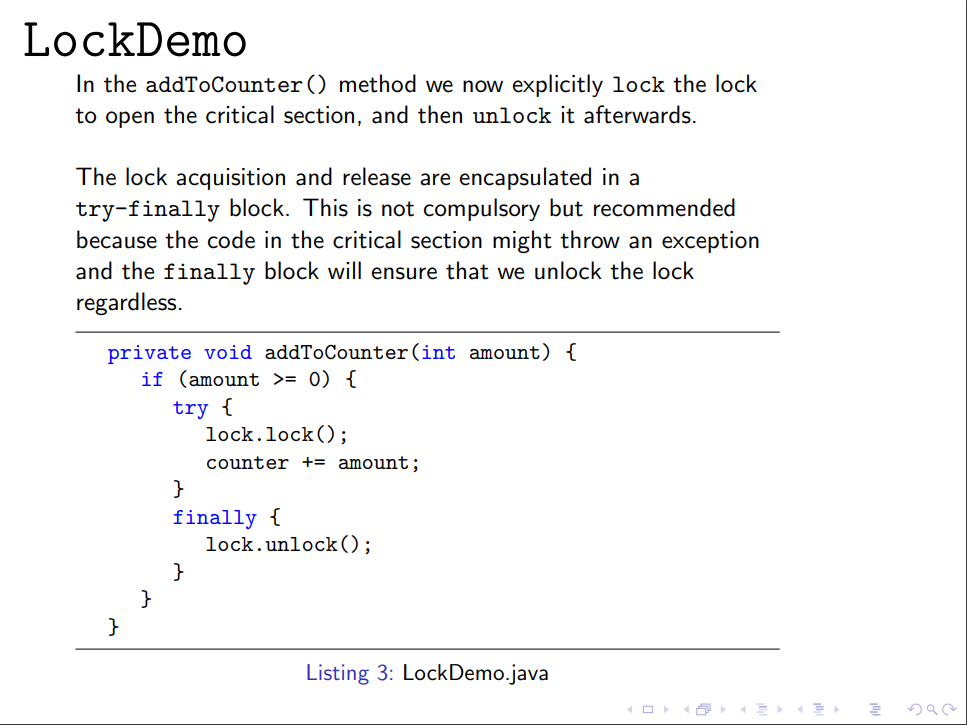 LockDemo
In the addToCounter() method we now explicitly lock the lock
to open the critical section, and then unlock it afterwards.
The lock acquisition and release are encapsulated in a
try-finally block. This is not compulsory but recommended
because the code in the critical section might throw an exception
and the finally block will ensure that we unlock the lock
regardless.
private void addToCounter(int amount) {
if (amount >= 0) {
try {
lock.lock();
counter += amount;
}
finally {
lock.unlock();
}
}
}
Listing 3: LockDemo.java